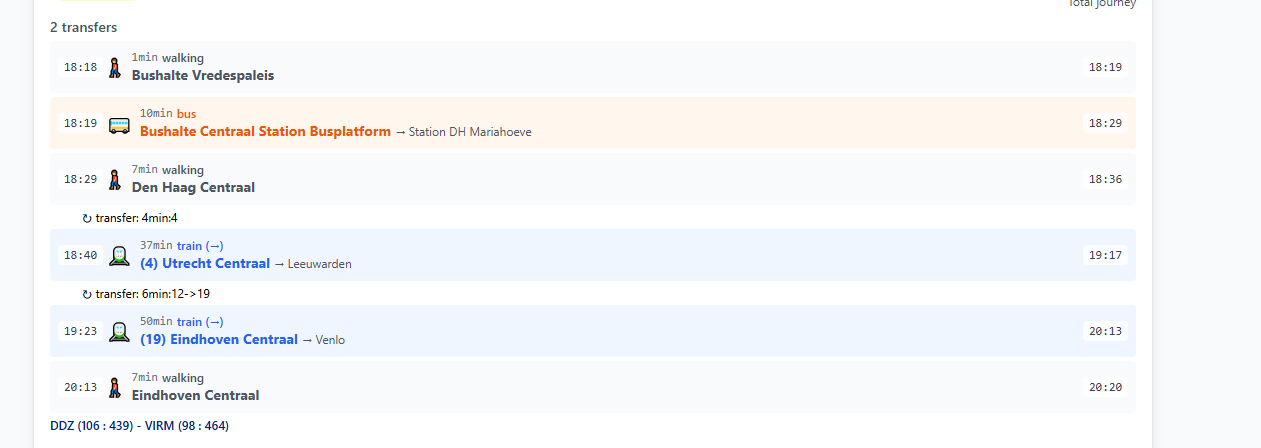 Total journey
2 transfers
18:18 1min walking 18:19
Bushalte Vredespaleis
18:19 10min bus 18:29
Bushalte Centraal Station Busplatform → Station DH Mariahoeve
18:29 7min walking 18:36
Den Haag Centraal
↻ transfer: 4min:4
18:40 37min train (→) 19:17
(4) Utrecht Centraal → Leeuwarden
↻ transfer: 6min:12->19
19:23 50min train (→) 20:13
(19) Eindhoven Centraal → Venlo
20:13 7min walking 20:20
Eindhoven Centraal
DDZ (106 : 439) - VIRM (98 : 464)